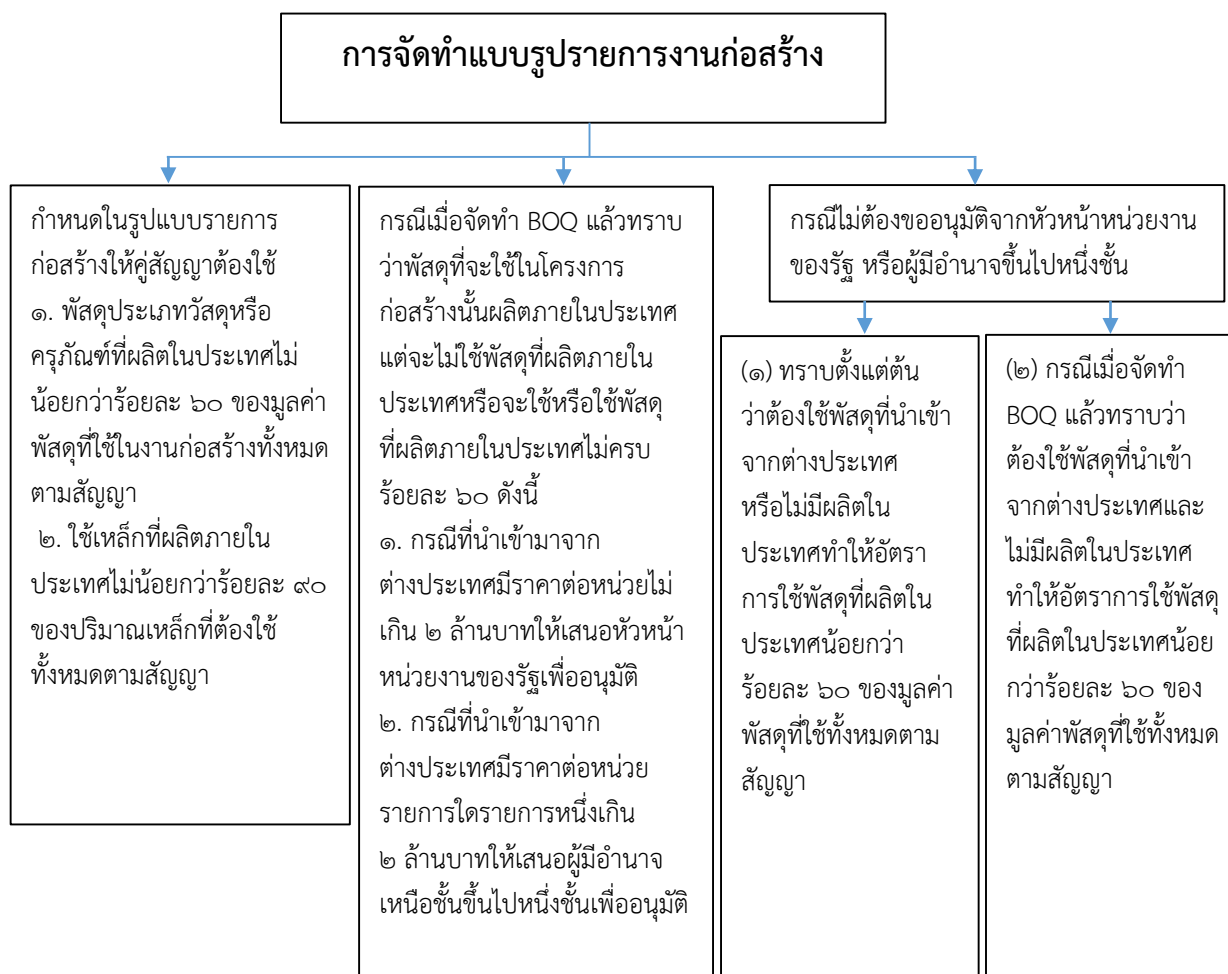 การจัดทำแบบรูปรายการงานก่อสร้าง
กำหนดในรูปแบบรายการ
ก่อสร้างให้คู่สัญญาต้องใช้
๑. พัสดุประเภทวัสดุหรือ
ครุภัณฑ์ที่ผลิตในประเทศไม่
น้อยกว่าร้อยละ ๖๐ ของมูลค่า
พัสดุที่ใช้ในงานก่อสร้างทั้งหมด
ตามสัญญา
๒. ใช้เหล็กที่ผลิตภายใน
ประเทศไม่น้อยกว่าร้อยละ ๙๐
ของปริมาณเหล็กที่ต้องใช้
ทั้งหมดตามสัญญา
กรณีเมื่อจัดทำ BOQ แล้วทราบ
ว่าพัสดุที่จะใช้ในโครงการ
ก่อสร้างนั้นผลิตภายในประเทศ
แต่จะไม่ใช้พัสดุที่ผลิตภายใน
ประเทศหรือจะใช้หรือใช้พัสดุ
ที่ผลิตภายในประเทศไม่ครบ
ร้อยละ ๖๐ ดังนี้
๑. กรณีที่นำเข้ามาจาก
ต่างประเทศมีราคาต่อหน่วยไม่
เกิน ๒ ล้านบาทให้เสนอหัวหน้า
หน่วยงานของรัฐเพื่ออนุมัติ
๒. กรณีที่นำเข้ามาจาก
ต่างประเทศมีราคาต่อหน่วย
รายการใดรายการหนึ่งเกิน
๒ ล้านบาทให้เสนอผู้มีอำนาจ
เหนือชั้นขึ้นไปหนึ่งชั้นเพื่ออนุมัติ
กรณีไม่ต้องขออนุมัติจากหัวหน้าหน่วยงาน
ของรัฐ หรือผู้มีอำนาจขึ้นไปหนึ่งชั้น
(๑) ทราบตั้งแต่ต้น
ว่าต้องใช้พัสดุที่นำเข้า
จากต่างประเทศ
หรือไม่มีผลิตใน
ประเทศทำให้อัตรา
การใช้พัสดุที่ผลิตใน
ประเทศน้อยกว่า
ร้อยละ ๖๐ ของมูลค่า
พัสดุที่ใช้ทั้งหมดตาม
สัญญา
(๒) กรณีเมื่อจัดทำ
BOQ แล้วทราบว่า
ต้องใช้พัสดุที่นำเข้า
จากต่างประเทศและ
ไม่มีผลิตในประเทศ
ทำให้อัตราการใช้พัสดุ
ที่ผลิตในประเทศน้อย
กว่าร้อยละ ๖๐ ของ
มูลค่าพัสดุที่ใช้ทั้งหมด
ตามสัญญา